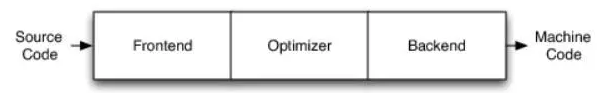 Source
Code
Frontend
Optimizer
Backend
Machine
Code